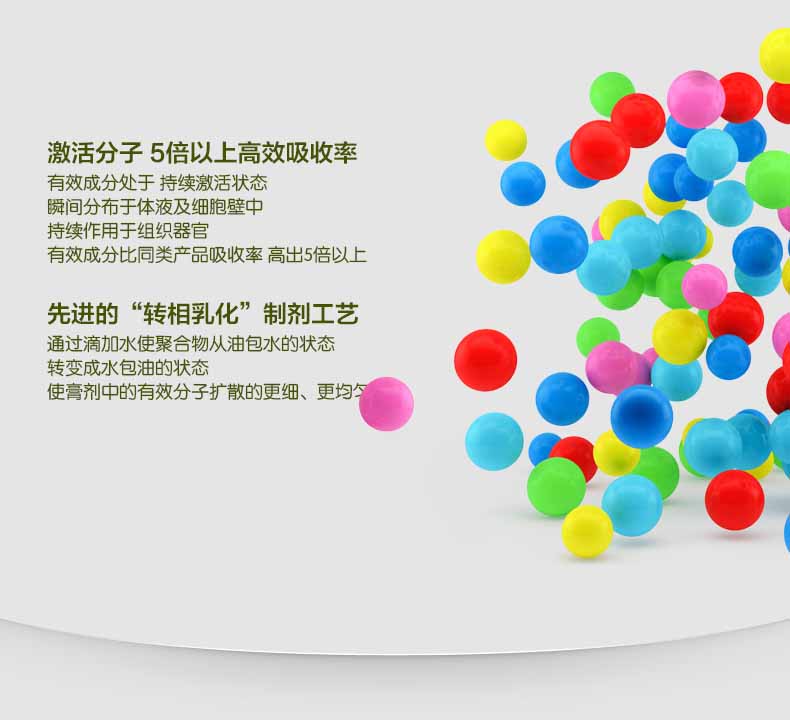 激活分子 5倍以上高效吸收率
有效成分处于 持续激活状态
瞬间分布于体液及细胞壁中
持续作用于组织器官
有效成分比同类产品吸收率 高出5倍以上
先进的“转相乳化”制剂工艺
通过滴加水使聚合物从油包水的状态
转变成水包油的状态
使膏剂中的有效分子扩散的更细、更均匀